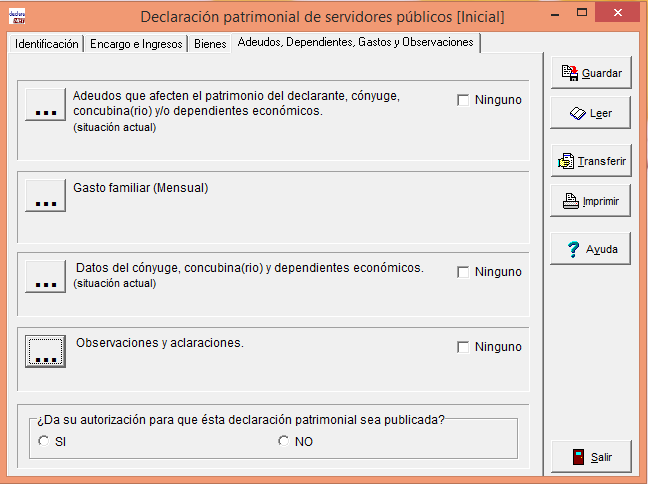 Declaración patrimonial de servidores públicos [Inicial]
Identificación
Encargo e Ingresos
Bienes
Adeudos, Dependientes, Gastos y Observaciones
...
Adeudos que afecten el patrimonio del declarante, cónyuge,
concubina(rio) y/o dependientes económicos.
(situación actual)
Ninguno
...
Gasto familiar (Mensual)
...
Datos del cónyuge, concubina(rio) y dependientes económicos.
(situación actual)
Ninguno
...
Observaciones y aclaraciones.
Ninguno
¿Da su autorización para que ésta declaración patrimonial sea publicada?
SI
NO
Guardar
Leer
Transferir
Imprimir
Ayuda
Salir